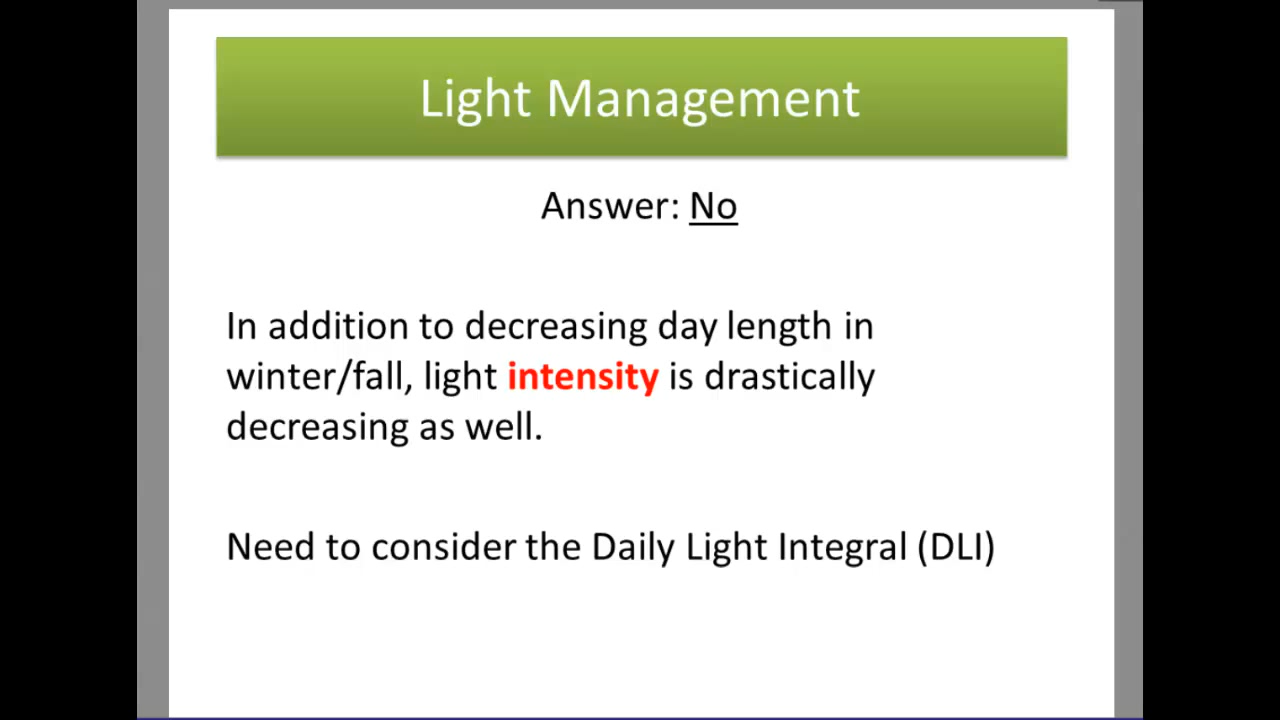 Light Management
Answer: No
In addition to decreasing day length in
winter/fall, light intensity is drastically
decreasing as well.
Need to consider the Daily Light Integral (DLI)